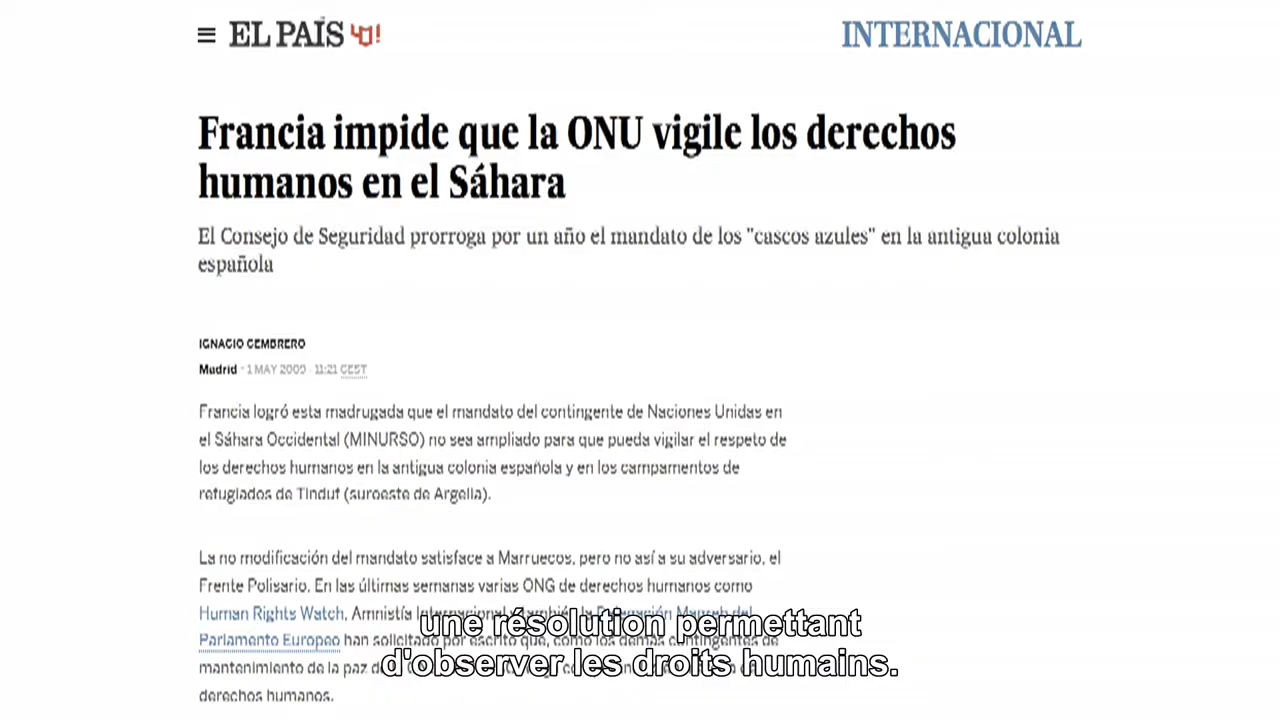 EL PAÍS
INTERNACIONAL
Francia impide que la ONU vigile los derechos
humanos en el Sáhara
El Consejo de Seguridad prorroga por un año el mandato de los "cascos azules" en la antigua colonia
española
IGNACIO CEMBRERO
Madrid - 1 MAY 2009 - 11:21 CEST
Francia logró esta madrugada que el mandato del contingente de Naciones Unidas en
el Sáhara Occidental (MINURSO) no sea ampliado para que pueda vigilar el respeto de
los derechos humanos en la antigua colonia española y en los campamentos de
refugiados de Tinduf (suroeste de Argelia).
La no modificación del mandato satisface a Marruecos, pero no así a su adversario, el
Frente Polisario. En las últimas semanas varias ONG de derechos humanos como
Human Rights Watch, Amnistía Internacional y también la Delegación Magreb del
Parlamento Europeo han solicitado por escrito que, como los demás contingentes de
mantenimiento de la paz
derechos humanos.
une résolution permettant
d'observer les droits humains.